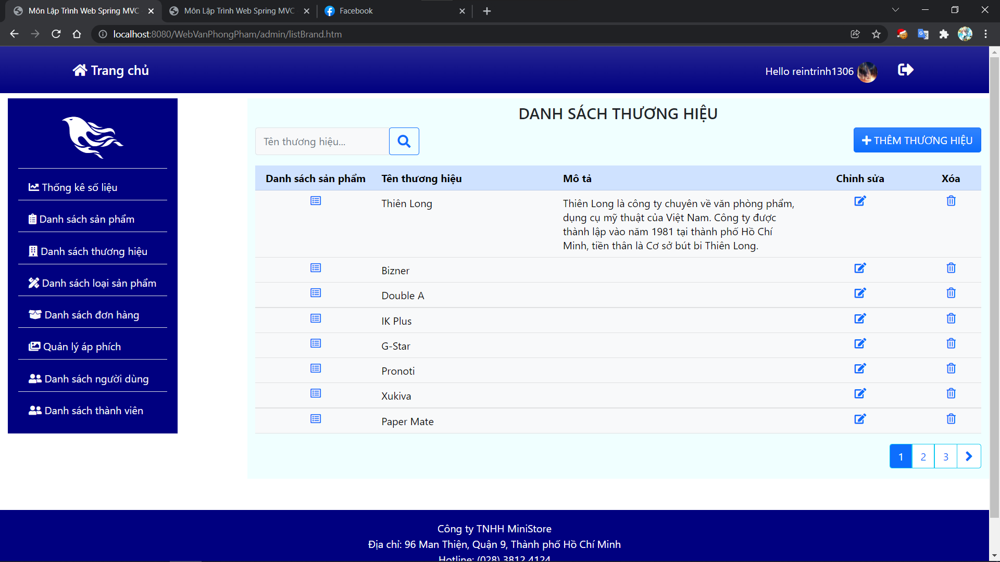 Môn Lập Trình Web Spring MVC
Môn Lập Trình Web Spring MVC
Facebook
localhost:8080/WebVanPhongPham/admin/listBrand.htm
Trang chủ
Hello reintrinh1306
Thống kê số liệu
Danh sách sản phẩm
Danh sách thương hiệu
Danh sách loại sản phẩm
Danh sách đơn hàng
Quản lý áp phích
Danh sách người dùng
Danh sách thành viên
DANH SÁCH THƯƠNG HIỆU
Tên thương hiệu...
THÊM THƯƠNG HIỆU
Danh sách sản phẩm Tên thương hiệu Mô tả Chỉnh sửa Xóa
Thiên Long Thiên Long là công ty chuyên về văn phòng phẩm,
dụng cụ mỹ thuật của Việt Nam. Công ty được
thành lập vào năm 1981 tại thành phố Hồ Chí
Minh, tiền thân là Cơ sở bút bi Thiên Long.
Bizner
Double A
IK Plus
G-Star
Pronoti
Xukiva
Paper Mate
1 2 3
Công ty TNHH MiniStore
Địa chỉ: 96 Man Thiện, Quận 9, Thành phố Hồ Chí Minh
Hotline: (028) 3812 4124